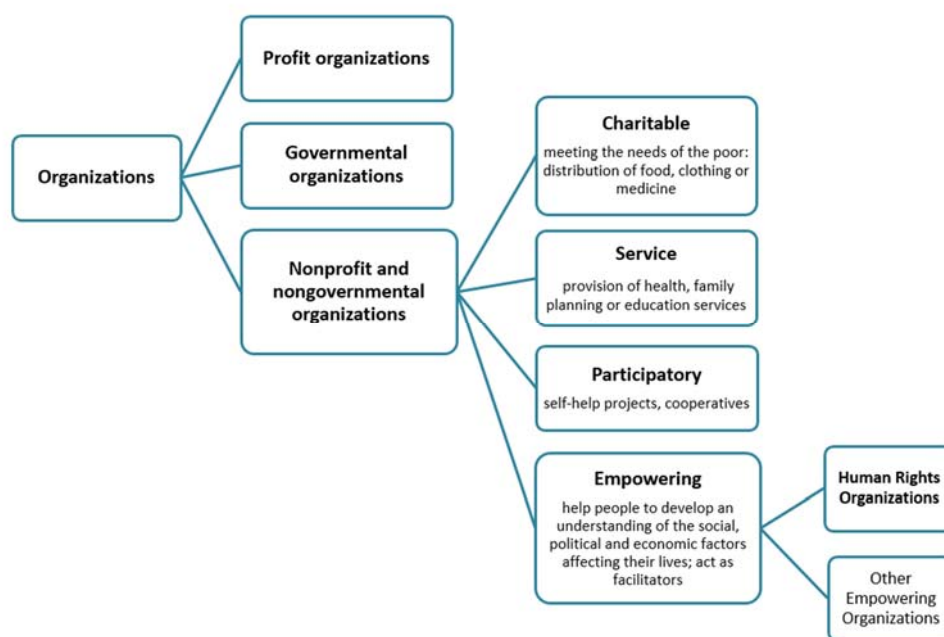 Organizations
Profit organizations
Governmental
organizations
Nonprofit and
nongovernmental
organizations
Charitable
meeting the needs of the poor:
distribution of food, clothing or
medicine
Service
provision of health, family
planning or education services
Participatory
self-help projects, cooperatives
Empowering
help people to develop an
understanding of the social,
political and economic factors
affecting their lives; act as
facilitators
Human Rights
Organizations
Other
Empowering
Organizations